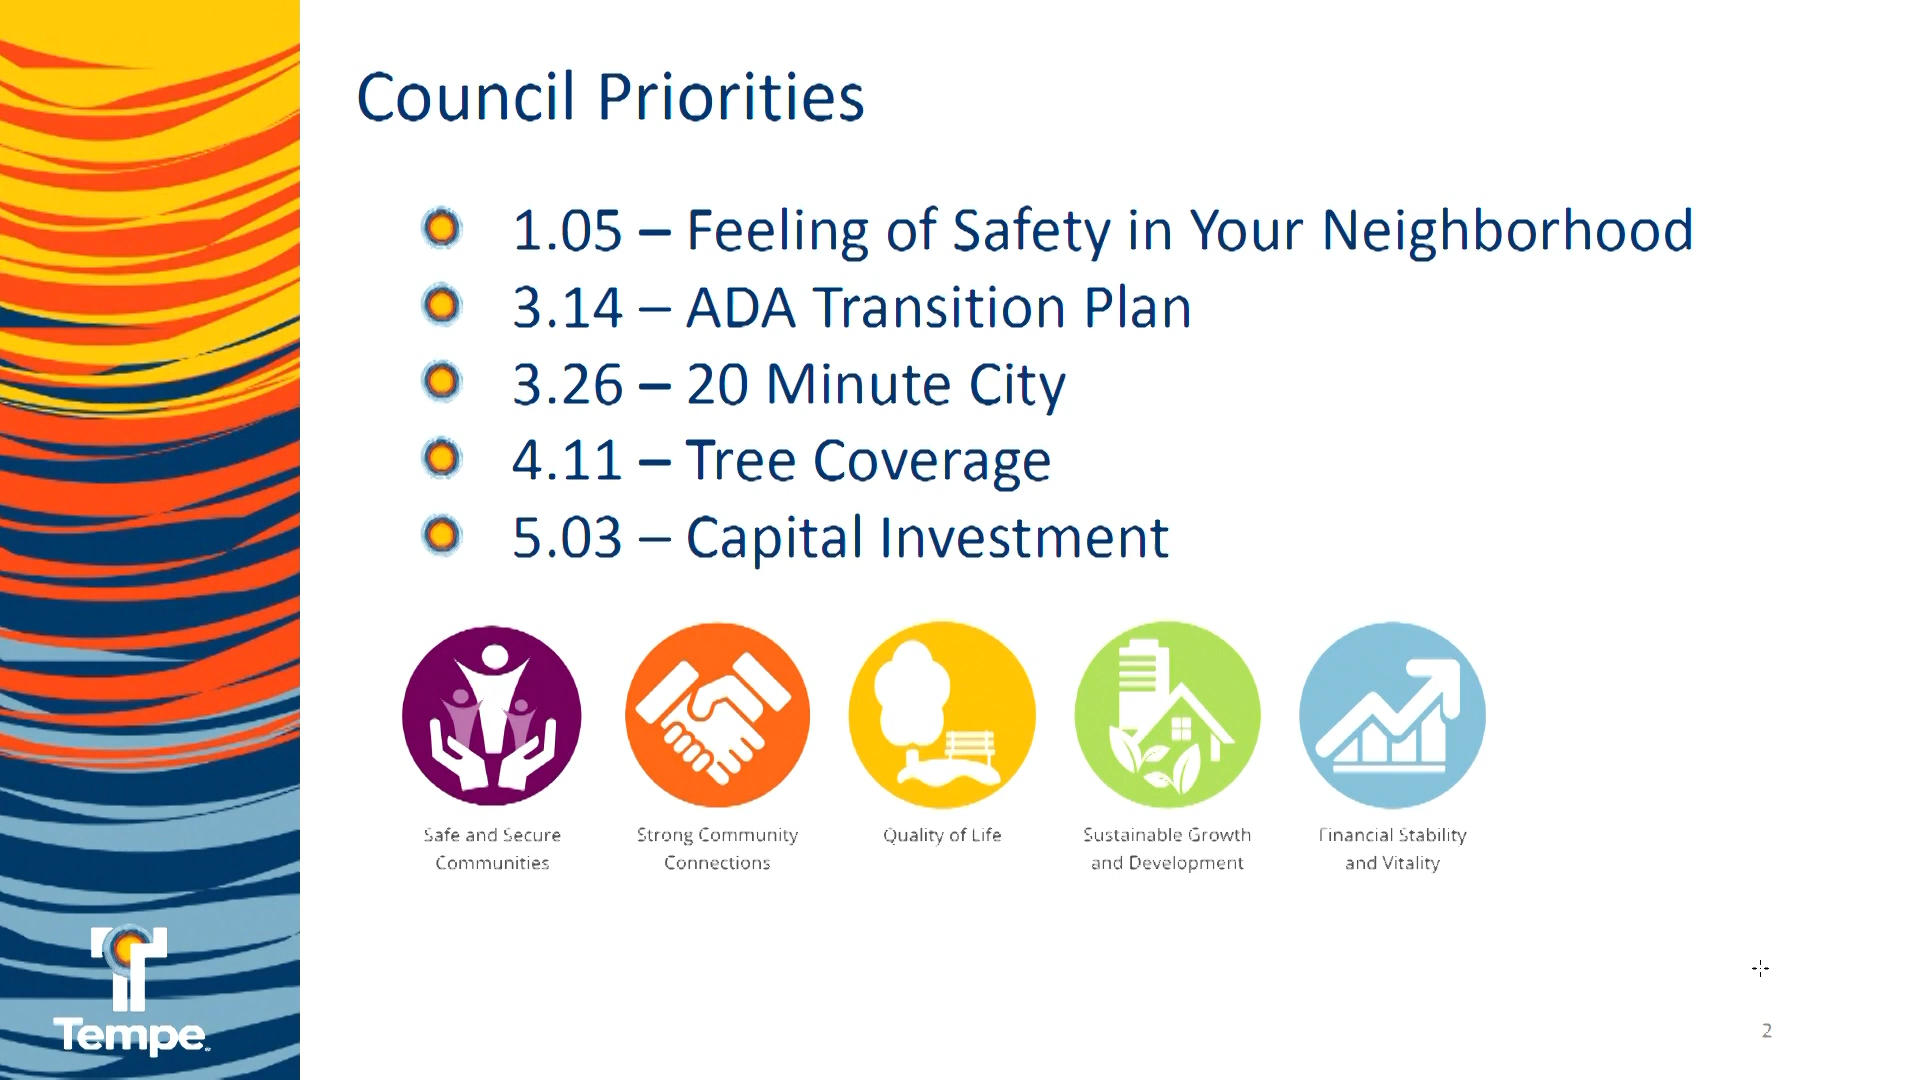 Council Priorities
1.05 – Feeling of Safety in Your Neighborhood
3.14 – ADA Transition Plan
3.26 – 20 Minute City
4.11 – Tree Coverage
5.03 – Capital Investment
Safe and Secure
Communities
Strong Community
Connections
Quality of Life
Sustainable Growth
and Development
Financial Stability
and Vitality
Tempe
2